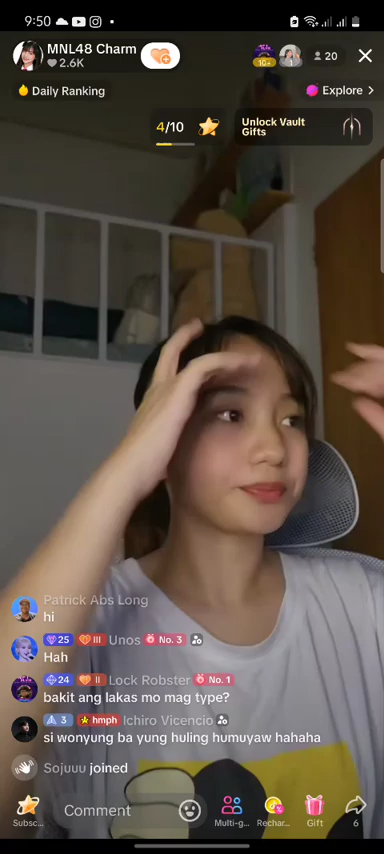 9:50
MNL48 Charm
2.6K
10+
20
Daily Ranking
Explore >
4/10
Unlock Vault
Gifts
Patrick Abs Long
hi
25 III Unos No. 3
Hah
24 II Lock Robster No. 1
bakit ang lakas mo mag type?
3 hmph Ichiro Vicencio
si wonyung ba yung huling humuyaw hahaha
Sojuuu joined
Comment
Subsc... Multi-g... Rechar... Gift 6